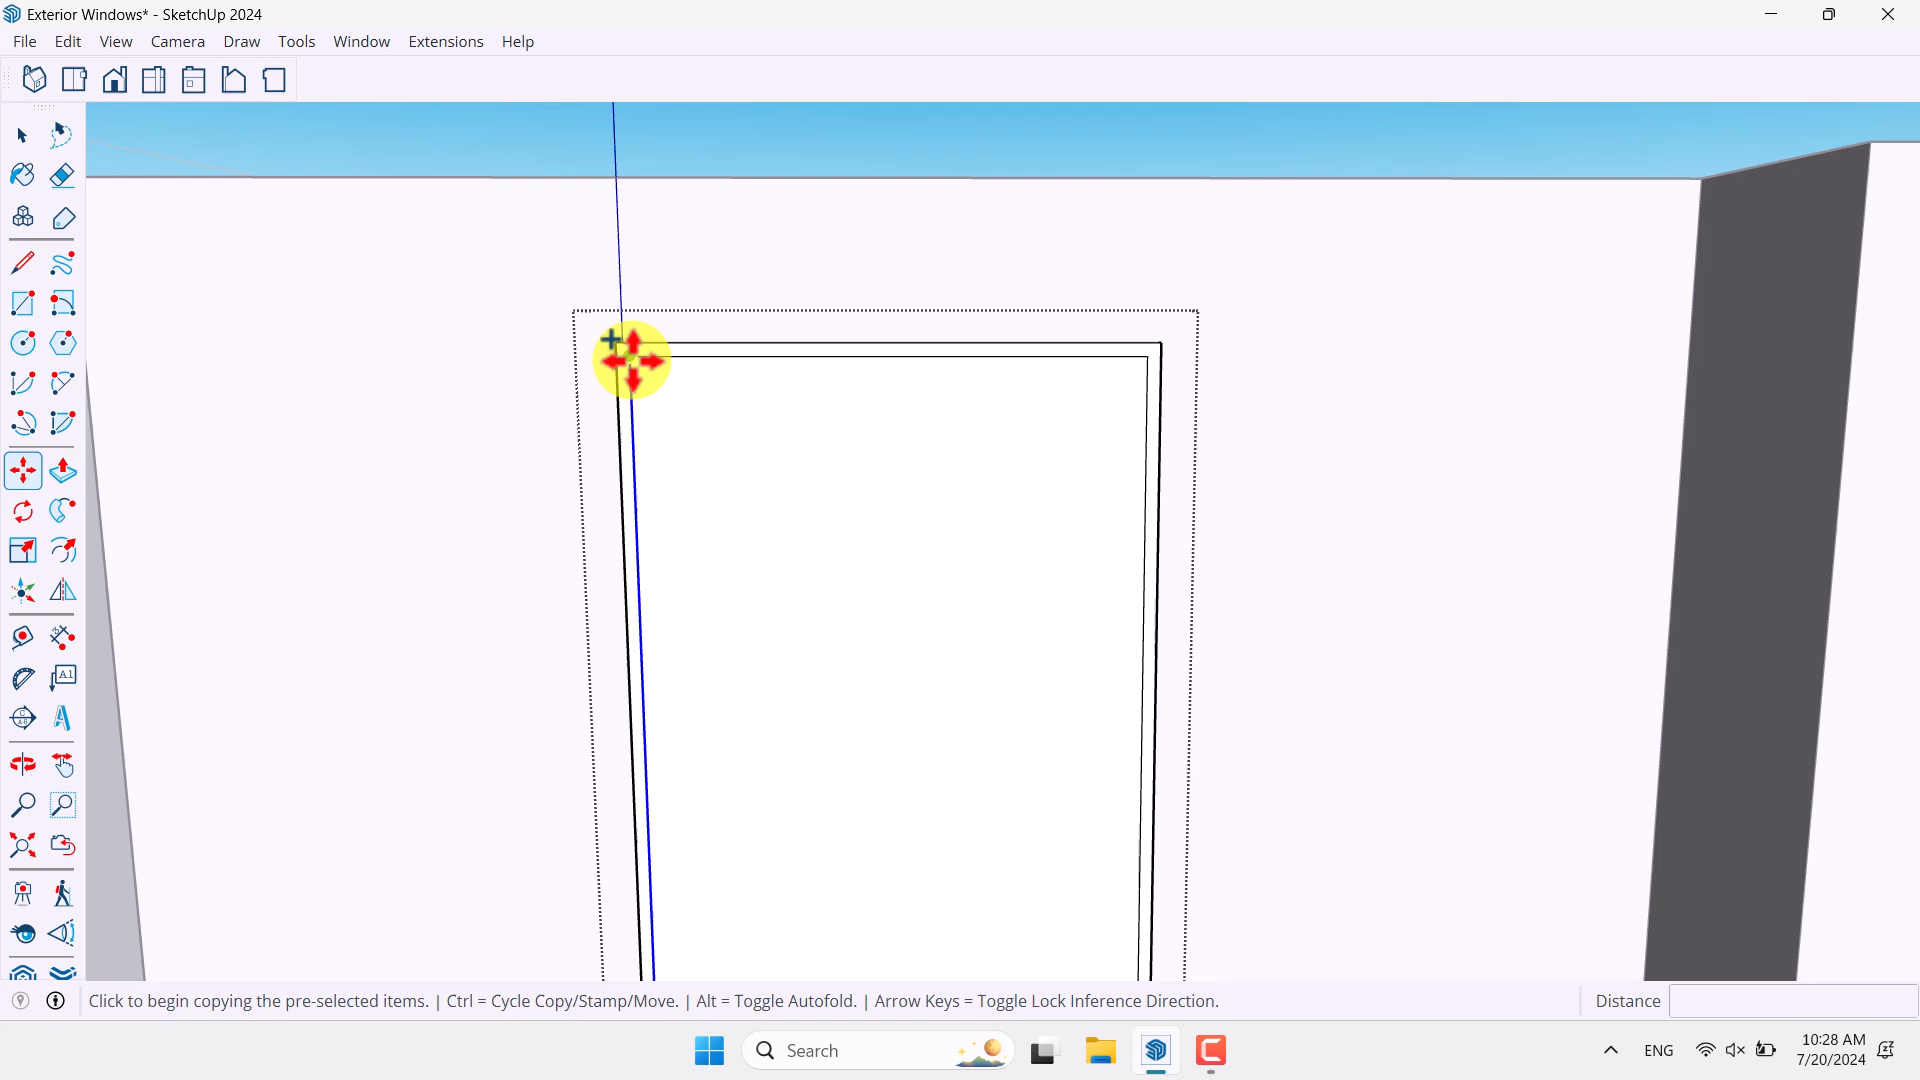 Exterior Windows* - SketchUp 2024
File Edit View Camera Draw Tools Window Extensions Help
A1
Click to begin copying the pre-selected items. | Ctrl = Cycle Copy/Stamp/Move. | Alt = Toggle Autofold. | Arrow Keys = Toggle Lock Inference Direction.
Distance
Search
ENG
10:28 AM
7/20/2024